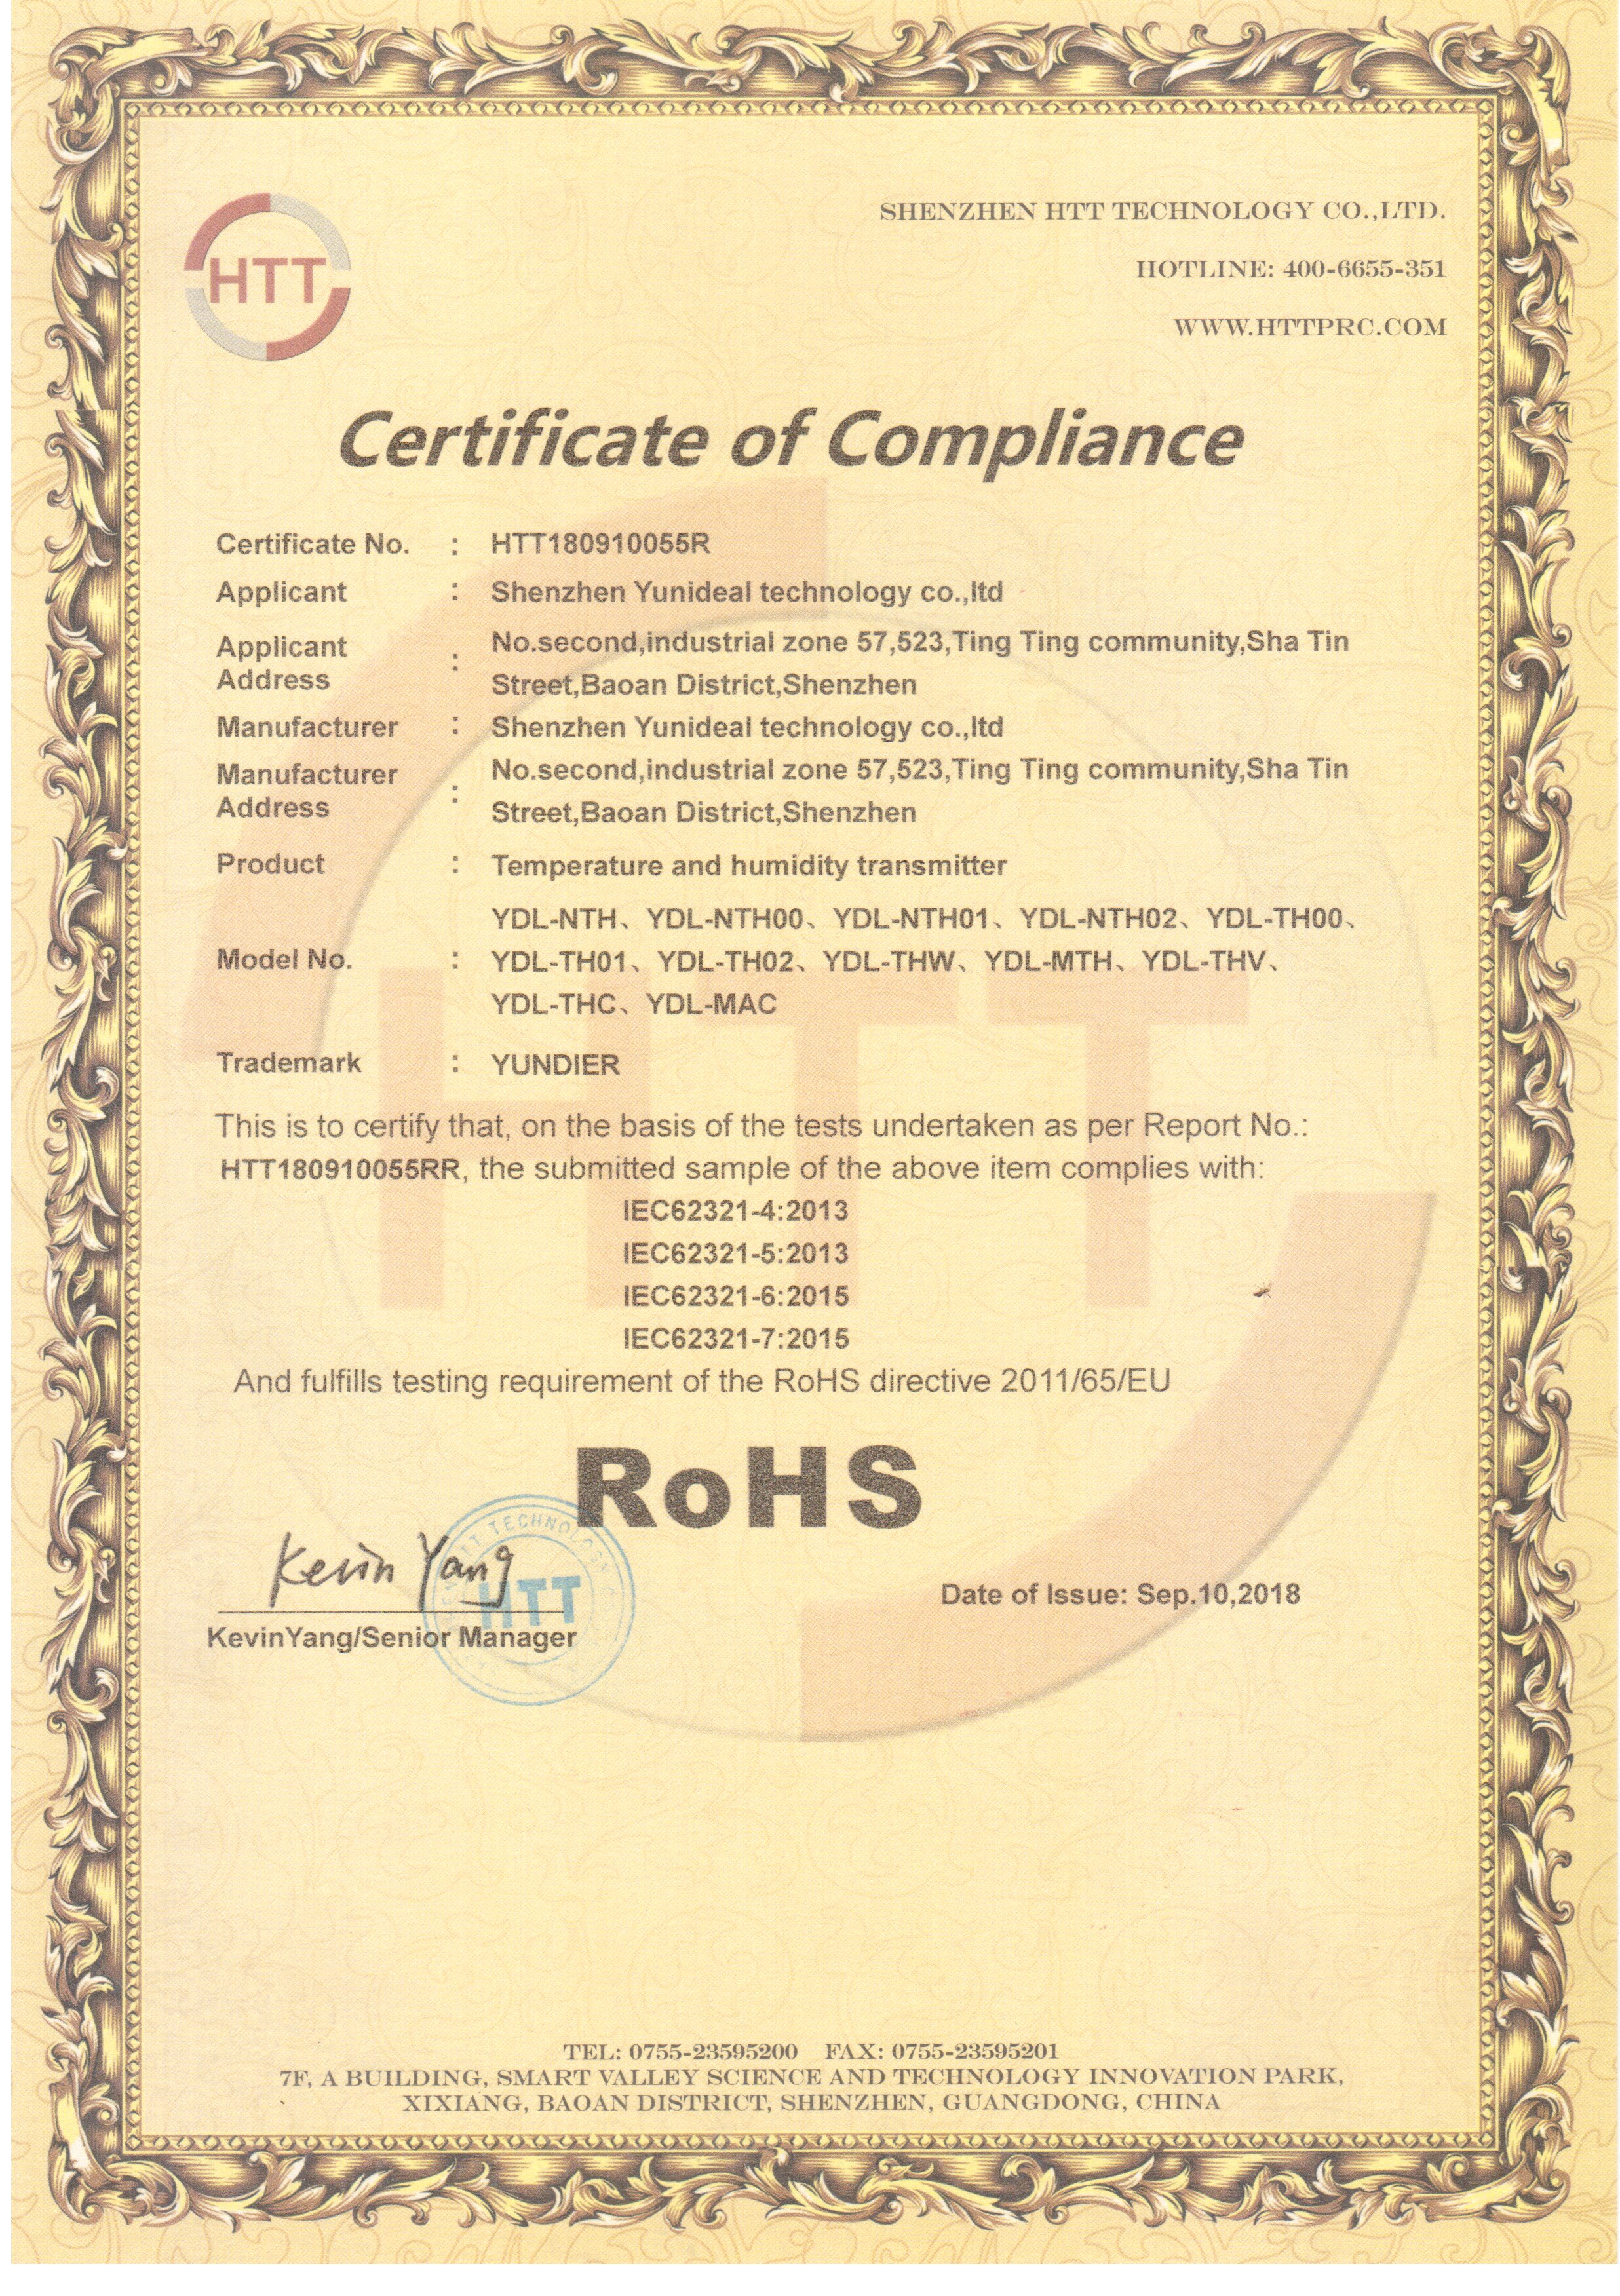 HTT
SHENZHEN HTT TECHNOLOGY CO.,LTD.
HOTLINE: 400-6655-351
WWW.HTTPRC.COM
Certificate of Compliance
Certificate No. : HTT180910055R
Applicant : Shenzhen Yunideal technology co.,ltd
Applicant Address : No.second,industrial zone 57,523,Ting Ting community,Sha Tin
Street,Baoan District,Shenzhen
Manufacturer : Shenzhen Yunideal technology co.,ltd
Manufacturer Address : No.second,industrial zone 57,523,Ting Ting community,Sha Tin
Street,Baoan District,Shenzhen
Product : Temperature and humidity transmitter
YDL-NTH、YDL-NTH00、YDL-NTH01、YDL-NTH02、YDL-TH00、
Model No. : YDL-TH01、YDL-TH02、YDL-THW、YDL-MTH、YDL-THV、
YDL-THC、YDL-MAC
Trademark : YUNDIER
This is to certify that, on the basis of the tests undertaken as per Report No.:
HTT180910055RR, the submitted sample of the above item complies with:
IEC62321-4:2013
IEC62321-5:2013
IEC62321-6:2015
IEC62321-7:2015
And fulfills testing requirement of the RoHS directive 2011/65/EU
RoHS
Kevin Yang
HTT TECHNOLOGY
HTT
Date of Issue: Sep.10,2018
KevinYang/Senior Manager
TEL: 0755-23595200 FAX: 0755-23595201
7F, A BUILDING, SMART VALLEY SCIENCE AND TECHNOLOGY INNOVATION PARK,
XIXIANG, BAOAN DISTRICT, SHENZHEN, GUANGDONG, CHINA